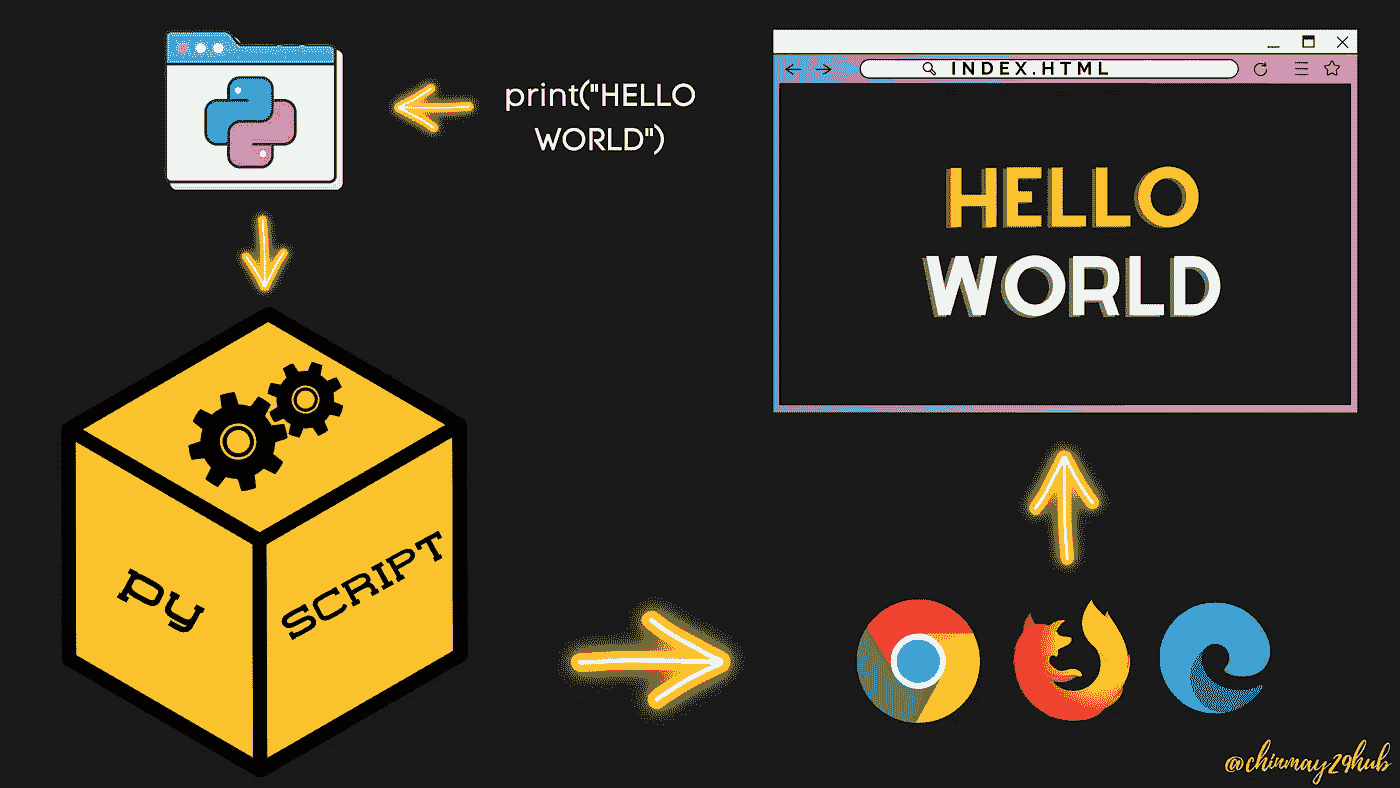 print("HELLO
WORLD")
INDEX.HTML
HELLO
WORLD
PY
SCRIPT
@chinmay29hub